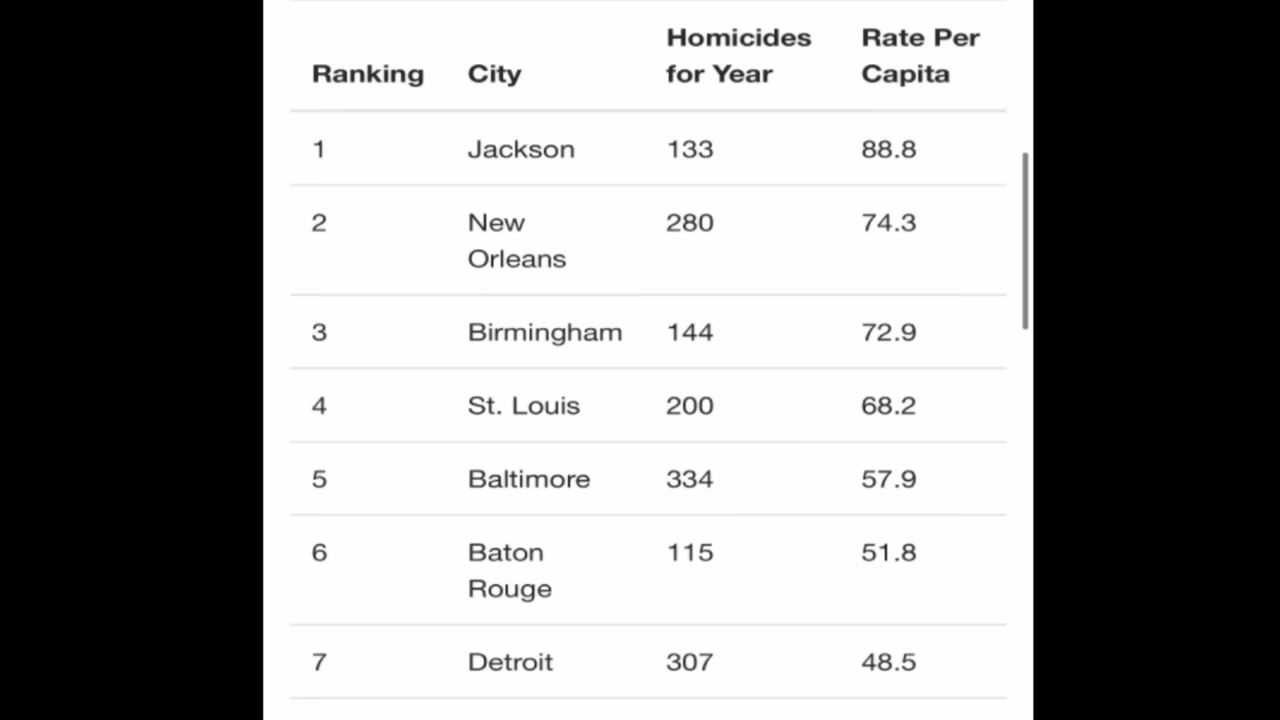 Ranking City Homicides for Year Rate Per Capita
1 Jackson 133 88.8
2 New Orleans 280 74.3
3 Birmingham 144 72.9
4 St. Louis 200 68.2
5 Baltimore 334 57.9
6 Baton Rouge 115 51.8
7 Detroit 307 48.5